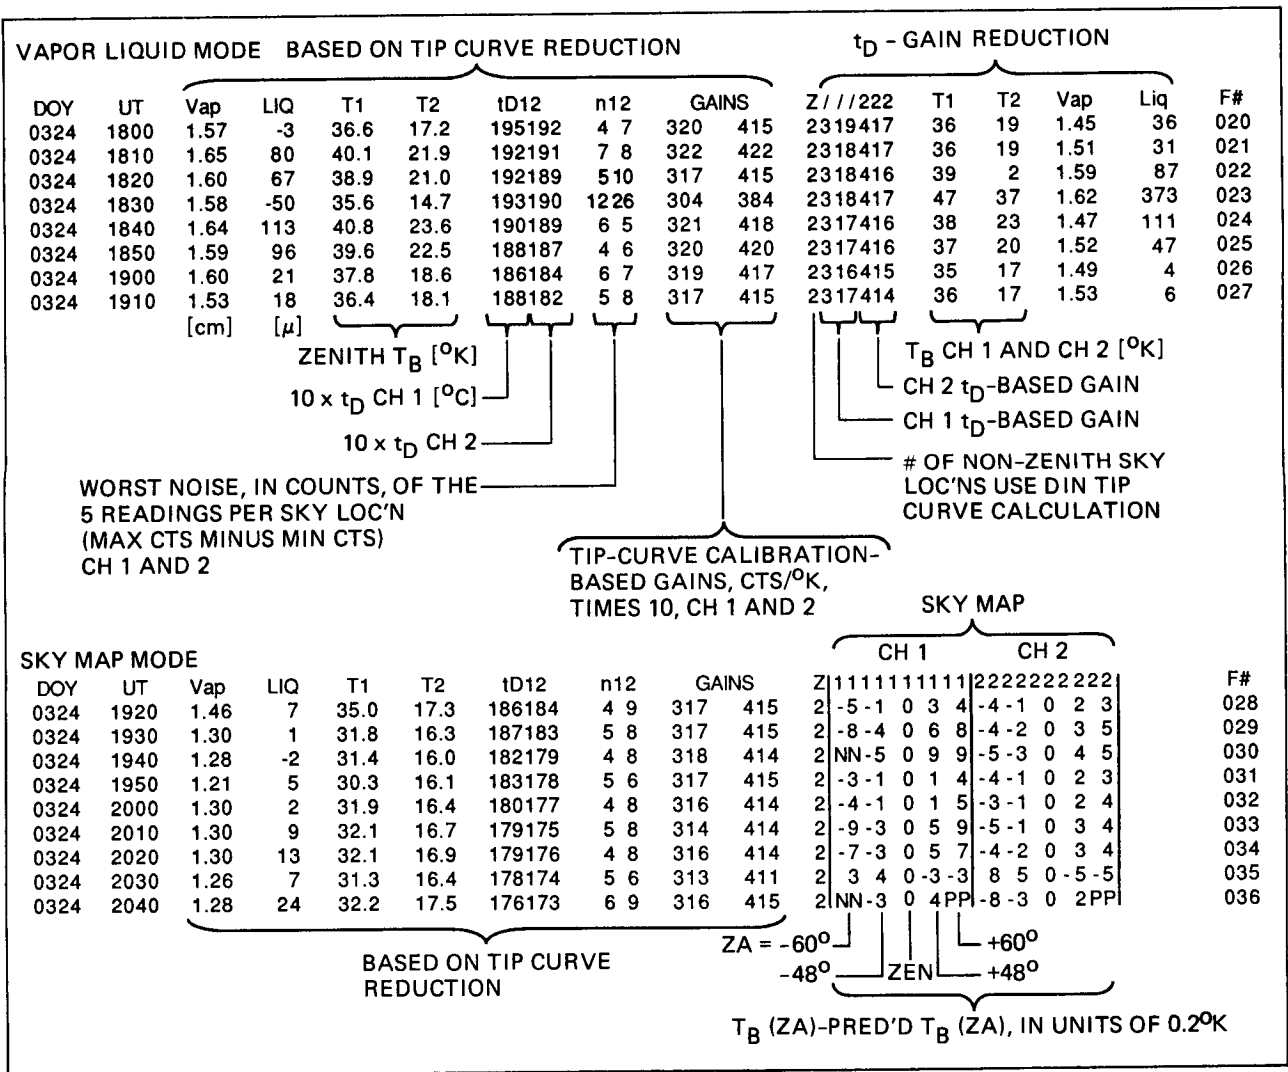 VAPOR LIQUID MODE BASED ON TIP CURVE REDUCTION tD - GAIN REDUCTION
DOY UT Vap LIQ T1 T2 tD12 n12 GAINS Z///222 T1 T2 Vap Liq F#
0324 1800 1.57 -3 36.6 17.2 195192 4 7 320 415 2319417 36 19 1.45 36 020
0324 1810 1.65 80 40.1 21.9 192191 7 8 322 422 2318417 36 19 1.51 31 021
0324 1820 1.60 67 38.9 21.0 192189 510 317 415 2318416 39 2 1.59 87 022
0324 1830 1.58 -50 35.6 14.7 193190 1226 304 384 2318417 47 37 1.62 373 023
0324 1840 1.64 113 40.8 23.6 190189 6 5 321 418 2317416 38 23 1.47 111 024
0324 1850 1.59 96 39.6 22.5 188187 4 6 320 420 2317416 37 20 1.52 47 025
0324 1900 1.60 21 37.8 18.6 186184 6 7 319 417 2316415 35 17 1.49 4 026
0324 1910 1.53 18 36.4 18.1 188182 5 8 317 415 2317414 36 17 1.53 6 027
[cm] [μ]
ZENITH TB [°K]
10 x tD CH 1 [°C]
10 x tD CH 2
WORST NOISE, IN COUNTS, OF THE
5 READINGS PER SKY LOC'N
(MAX CTS MINUS MIN CTS)
CH 1 AND 2
TIP-CURVE CALIBRATION-
BASED GAINS, CTS/°K,
TIMES 10, CH 1 AND 2
TB CH 1 AND CH 2 [°K]
CH 2 tD-BASED GAIN
CH 1 tD-BASED GAIN
# OF NON-ZENITH SKY
LOC'NS USE DIN TIP
CURVE CALCULATION
SKY MAP
CH 1 CH 2
SKY MAP MODE
DOY UT Vap LIQ T1 T2 tD12 n12 GAINS Z|1111111111|2222222222| F#
0324 1920 1.46 7 35.0 17.3 186184 4 9 317 415 2|-5-1 0 3 4|-4-1 0 2 3| 028
0324 1930 1.30 1 31.8 16.3 187183 5 8 317 415 2|-8-4 0 6 8|-4-2 0 3 5| 029
0324 1940 1.28 -2 31.4 16.0 182179 4 8 318 414 2|NN-5 0 9 9|-5-3 0 4 5| 030
0324 1950 1.21 5 30.3 16.1 183178 5 6 317 415 2|-3-1 0 1 4|-4-1 0 2 3| 031
0324 2000 1.30 2 31.9 16.4 180177 4 8 316 414 2|-4-1 0 1 5|-3-1 0 2 4| 032
0324 2010 1.30 9 32.1 16.7 179175 5 8 314 414 2|-9-3 0 5 9|-5-1 0 3 4| 033
0324 2020 1.30 13 32.1 16.9 179176 4 8 316 414 2|-7-3 0 5 7|-4-2 0 3 4| 034
0324 2030 1.26 7 31.3 16.4 178174 5 6 313 411 2| 3 4 0-3-3| 8 5 0-5-5| 035
0324 2040 1.28 24 32.2 17.5 176173 6 9 316 415 2|NN-3 0 4PP|-8-3 0 2PP| 036
BASED ON TIP CURVE
REDUCTION
ZA = -60° +60°
-48° ZEN +48°
TB (ZA)-PRED'D TB (ZA), IN UNITS OF 0.2°K